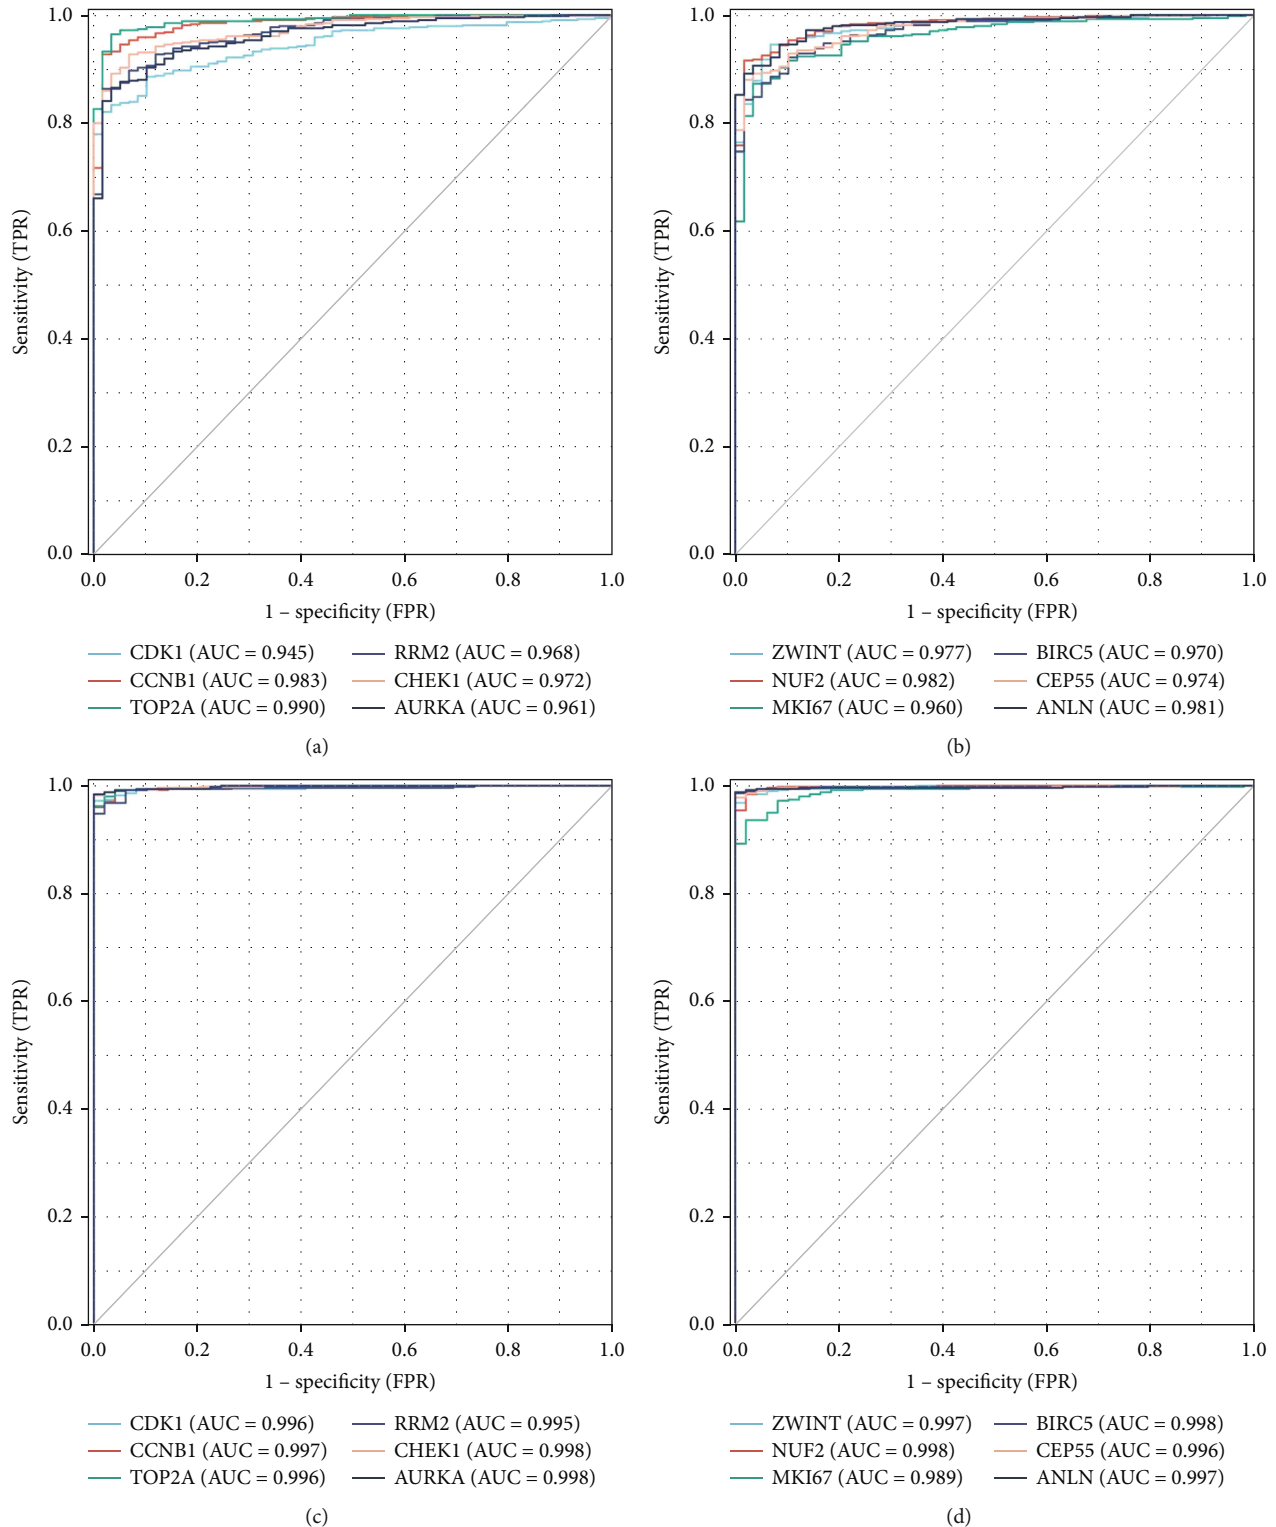 1.0
0.8
0.6
0.4
0.2
0.0
Sensitivity (TPR)
0.0 0.2 0.4 0.6 0.8 1.0
1 – specificity (FPR)
CDK1 (AUC = 0.945) RRM2 (AUC = 0.968)
CCNB1 (AUC = 0.983) CHEK1 (AUC = 0.972)
TOP2A (AUC = 0.990) AURKA (AUC = 0.961)
(a)
1.0
0.8
0.6
0.4
0.2
0.0
Sensitivity (TPR)
0.0 0.2 0.4 0.6 0.8 1.0
1 – specificity (FPR)
ZWINT (AUC = 0.977) BIRC5 (AUC = 0.970)
NUF2 (AUC = 0.982) CEP55 (AUC = 0.974)
MKI67 (AUC = 0.960) ANLN (AUC = 0.981)
(b)
1.0
0.8
0.6
0.4
0.2
0.0
Sensitivity (TPR)
0.0 0.2 0.4 0.6 0.8 1.0
1 – specificity (FPR)
CDK1 (AUC = 0.996) RRM2 (AUC = 0.995)
CCNB1 (AUC = 0.997) CHEK1 (AUC = 0.998)
TOP2A (AUC = 0.996) AURKA (AUC = 0.998)
(c)
1.0
0.8
0.6
0.4
0.2
0.0
Sensitivity (TPR)
0.0 0.2 0.4 0.6 0.8 1.0
1 – specificity (FPR)
ZWINT (AUC = 0.997) BIRC5 (AUC = 0.998)
NUF2 (AUC = 0.998) CEP55 (AUC = 0.996)
MKI67 (AUC = 0.989) ANLN (AUC = 0.997)
(d)